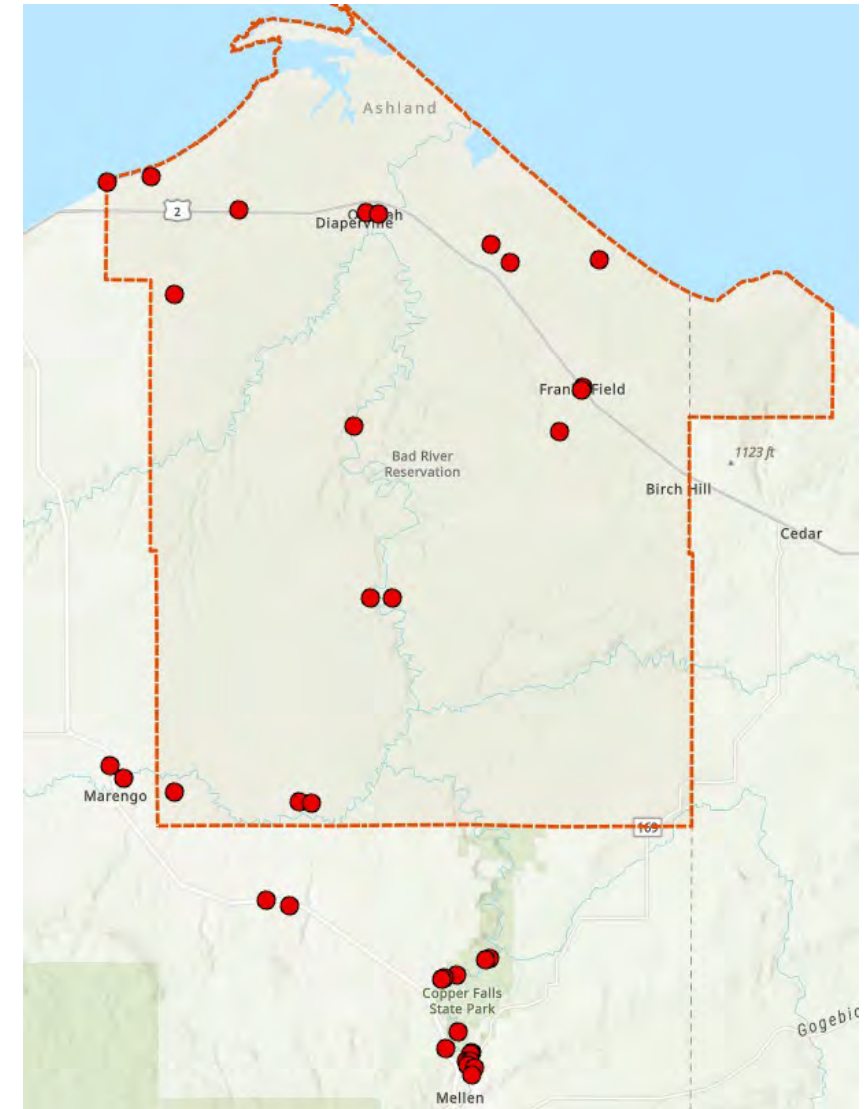 Ashland
2
Diaperville
Field
Bad River
Reservation
1123 ft
Birch Hill
Cedar
Marengo
169
Copper Falls
State Park
Gogebic
Mellen